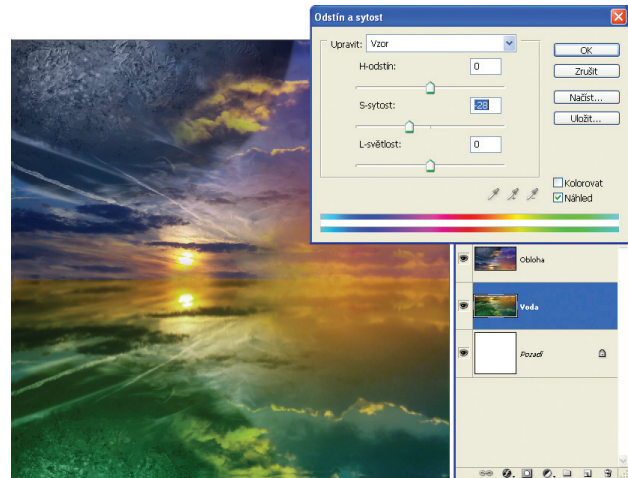 Odstín a sytost
Upravit: Vzor
H-odstín: 0
S-sytost: -28
L-světlost: 0
OK
Zrušit
Načíst...
Uložit...
Kolorovat
Náhled
Obloha
Voda
Pozadí